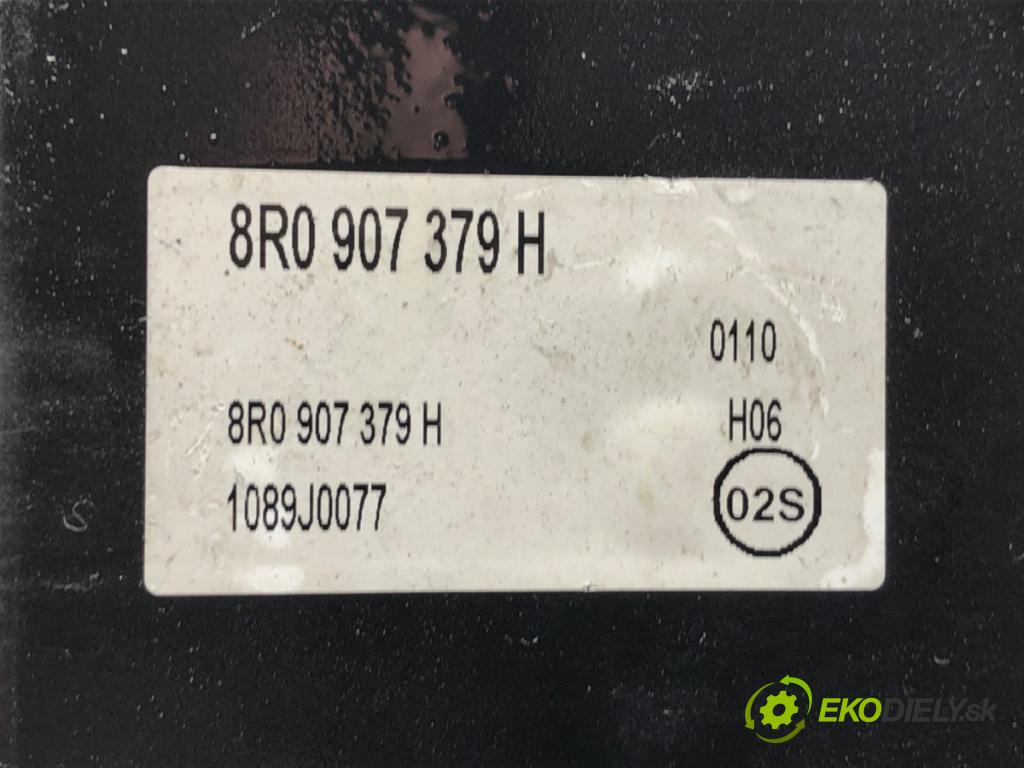 8R0 907 379 H
0110
8R0 907 379 H
H06
1089J0077
02S
EKODIELY.sk